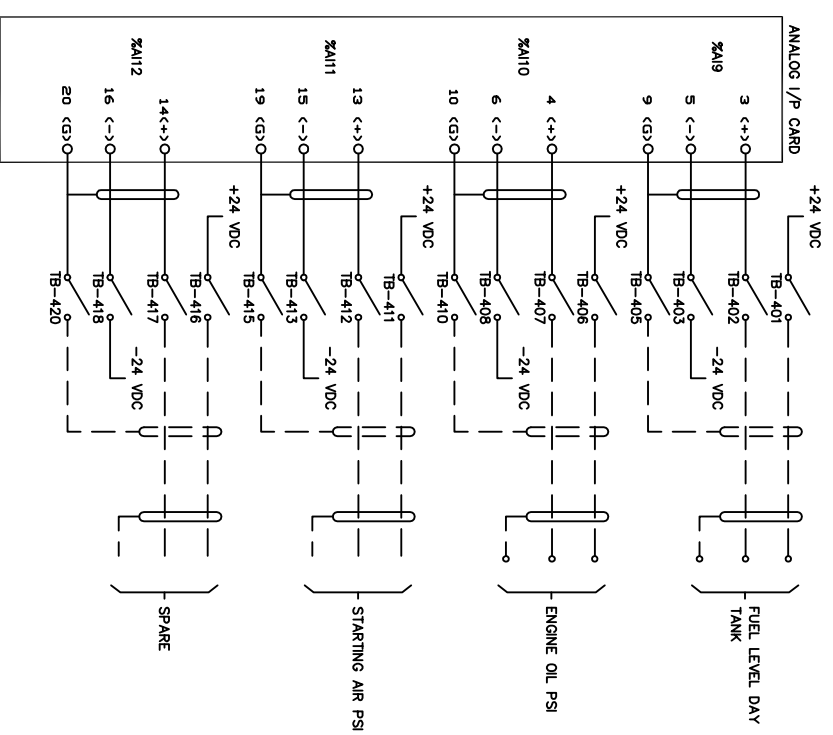 ANALOG I/P CARD
%AI9
3 <+>
5 <->
9 <G>
+24 VDC
TB-401
TB-402
TB-403
TB-405
-24 VDC
FUEL LEVEL DAY
TANK
%AI10
4 <+>
6 <->
10 <G>
+24 VDC
TB-406
TB-407
TB-408
TB-410
-24 VDC
ENGINE OIL PSI
%AI11
13 <+>
15 <->
19 <G>
+24 VDC
TB-411
TB-412
TB-413
TB-415
-24 VDC
STARTING AIR PSI
%AI12
14<+>
16 <->
20 <G>
+24 VDC
TB-416
TB-417
TB-418
TB-420
-24 VDC
SPARE